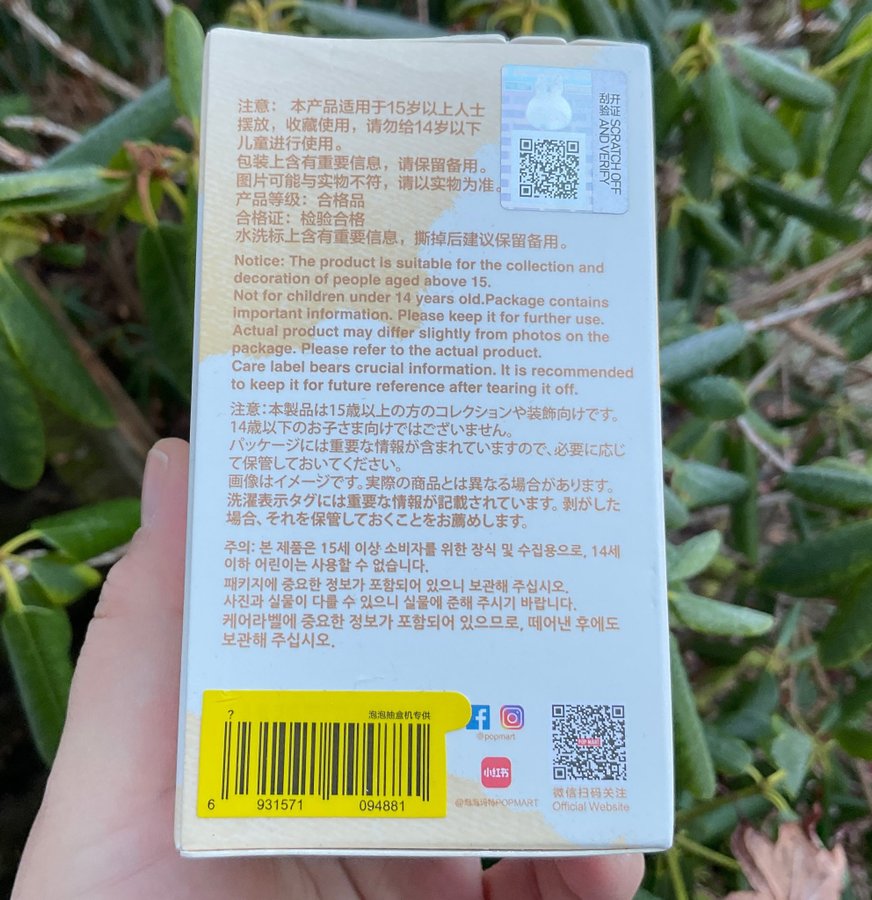 注意： 本产品适用于15岁以上人士
摆放，收藏使用，请勿给14岁以下
儿童进行使用。
包装上含有重要信息，请保留备用。
图片可能与实物不符，请以实物为准。
产品等级：合格品
合格证：检验合格
水洗标上含有重要信息，撕掉后建议保留备用。
开 SCRATCH OFF
刮
证 AND VERIFY
验
Notice: The product is suitable for the collection and
decoration of people aged above 15.
Not for children under 14 years old.Package contains
important information. Please keep it for further use.
Actual product may differ slightly from photos on the
package. Please refer to the actual product.
Care label bears crucial information. It is recommended
to keep it for future reference after tearing it off.
注意：本製品は15歳以上の方のコレクションや装飾向けです。
14歳以下のお子さま向けではございません。
パッケージには重要な情報が含まれていますので、必要に応じ
て保管しておいてください。
画像はイメージです。実際の商品とは異なる場合があります。
洗濯表示タグには重要な情報が記載されています。剥がした
場合、それを保管しておくことをお薦めします。
주의: 본 제품은 15세 이상 소비자를 위한 장식 및 수집용으로, 14세
이하 어린이는 사용할 수 없습니다.
패키지에 중요한 정보가 포함되어 있으니 보관해 주십시오.
사진과 실물이 다를 수 있으니 실물에 준해 주시기 바랍니다.
케어라벨에 중요한 정보가 포함되어 있으므로, 떼어낸 후에도
보관해 주십시오.
? 泡泡抽盒机专供
6 931571 094881
@popmart
小红书
@泡泡玛特POPMART
POP MART
微信扫码关注
Official Website